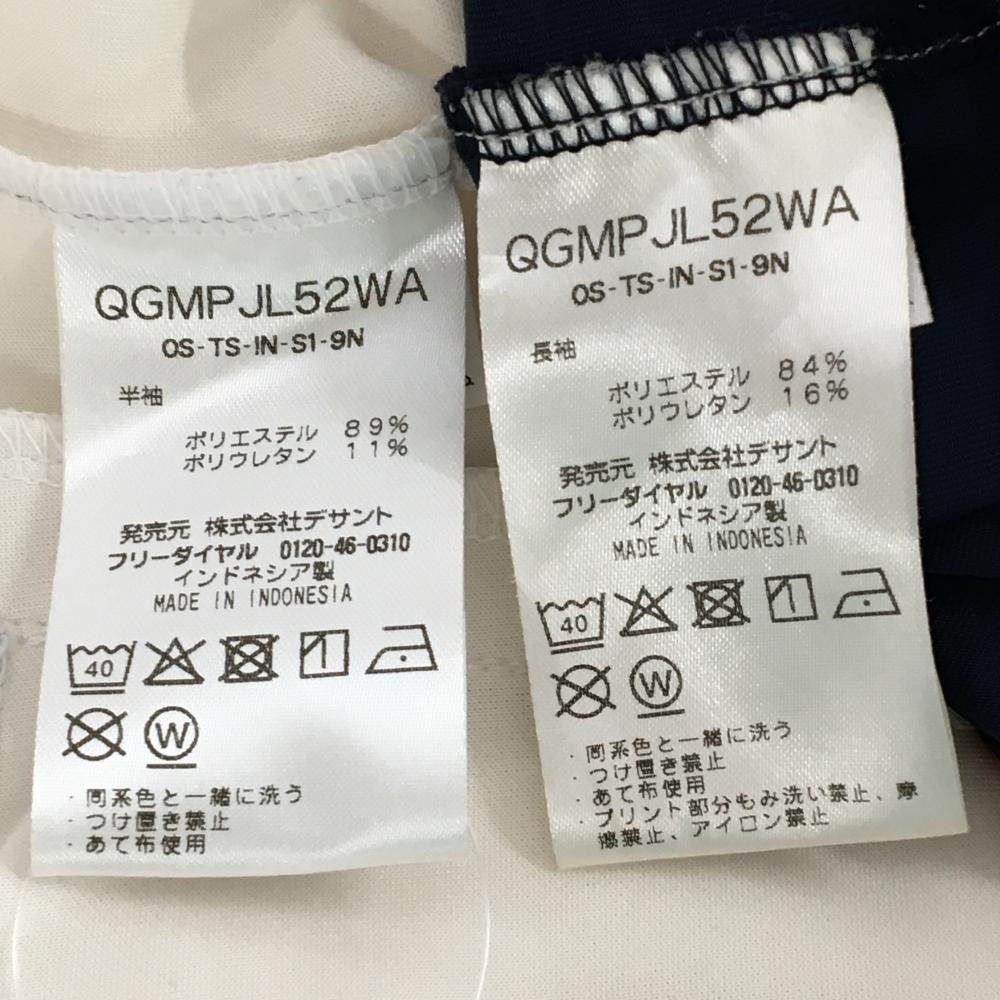 QGMPJL52WA
OS-TS-IN-S1-9N
半袖
ポリエステル 89%
ポリウレタン 11%
発売元 株式会社デサント
フリーダイヤル 0120-46-0310
インドネシア製
MADE IN INDONESIA
40
W
・同系色と一緒に洗う
・つけ置き禁止
・あて布使用
QGMPJL52WA
OS-TS-IN-S1-9N
長袖
ポリエステル 84%
ポリウレタン 16%
発売元 株式会社デサント
フリーダイヤル 0120-46-0310
インドネシア製
MADE IN INDONESIA
40
W
・同系色と一緒に洗う
・つけ置き禁止
・あて布使用
・プリント部分もみ洗い禁止、摩
擦禁止、アイロン禁止